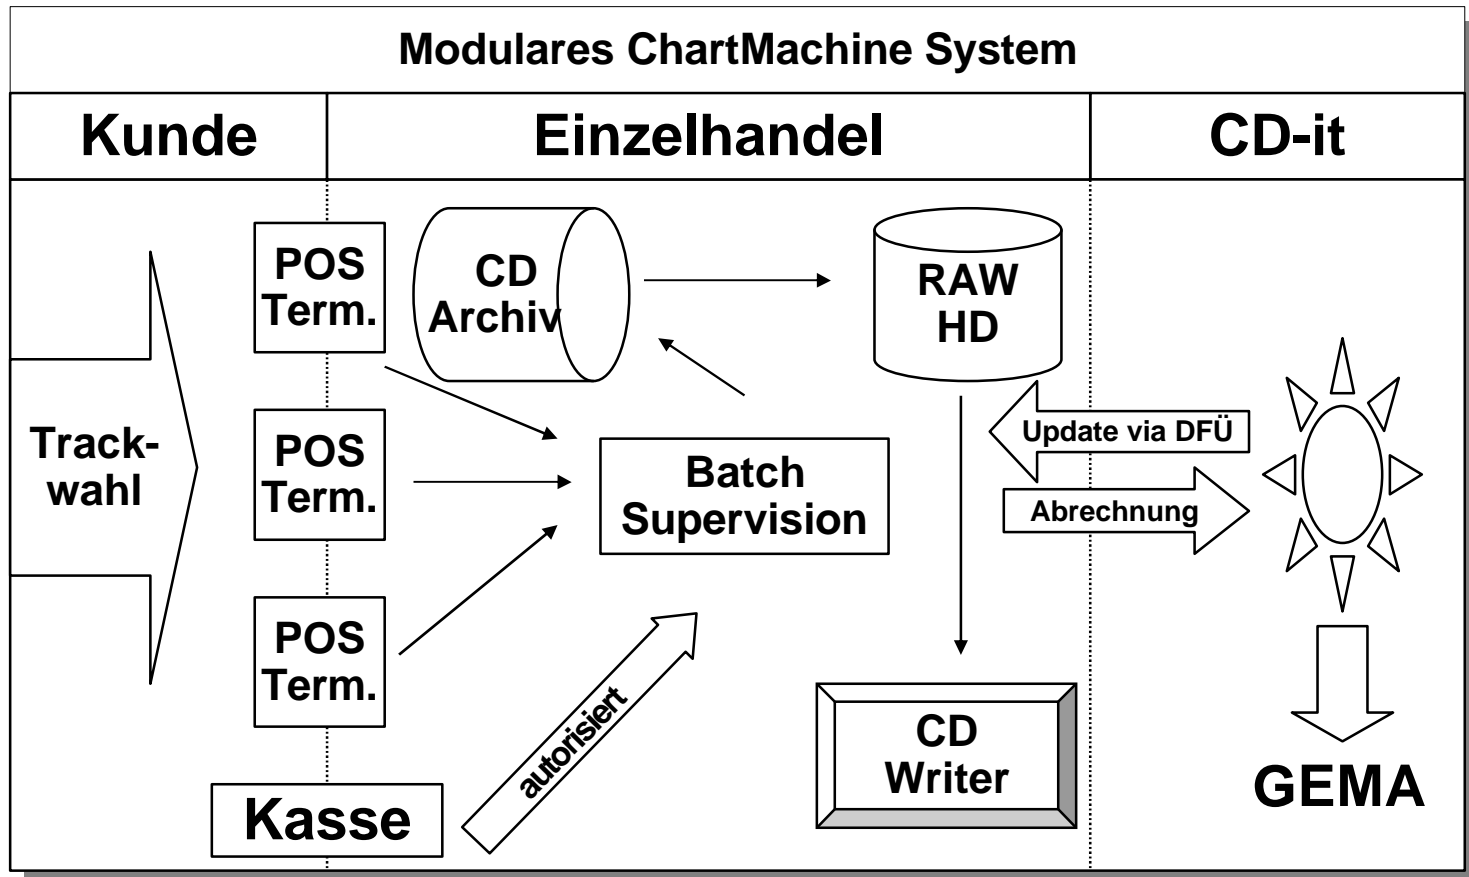 Modulares ChartMachine System
Kunde
Einzelhandel
CD-it
POS
Term.
CD
Archiv
RAW
HD
Track-
wahl
POS
Term.
Batch
Supervision
Update via DFÜ
Abrechnung
POS
Term.
autorisiert
CD
Writer
GEMA
Kasse